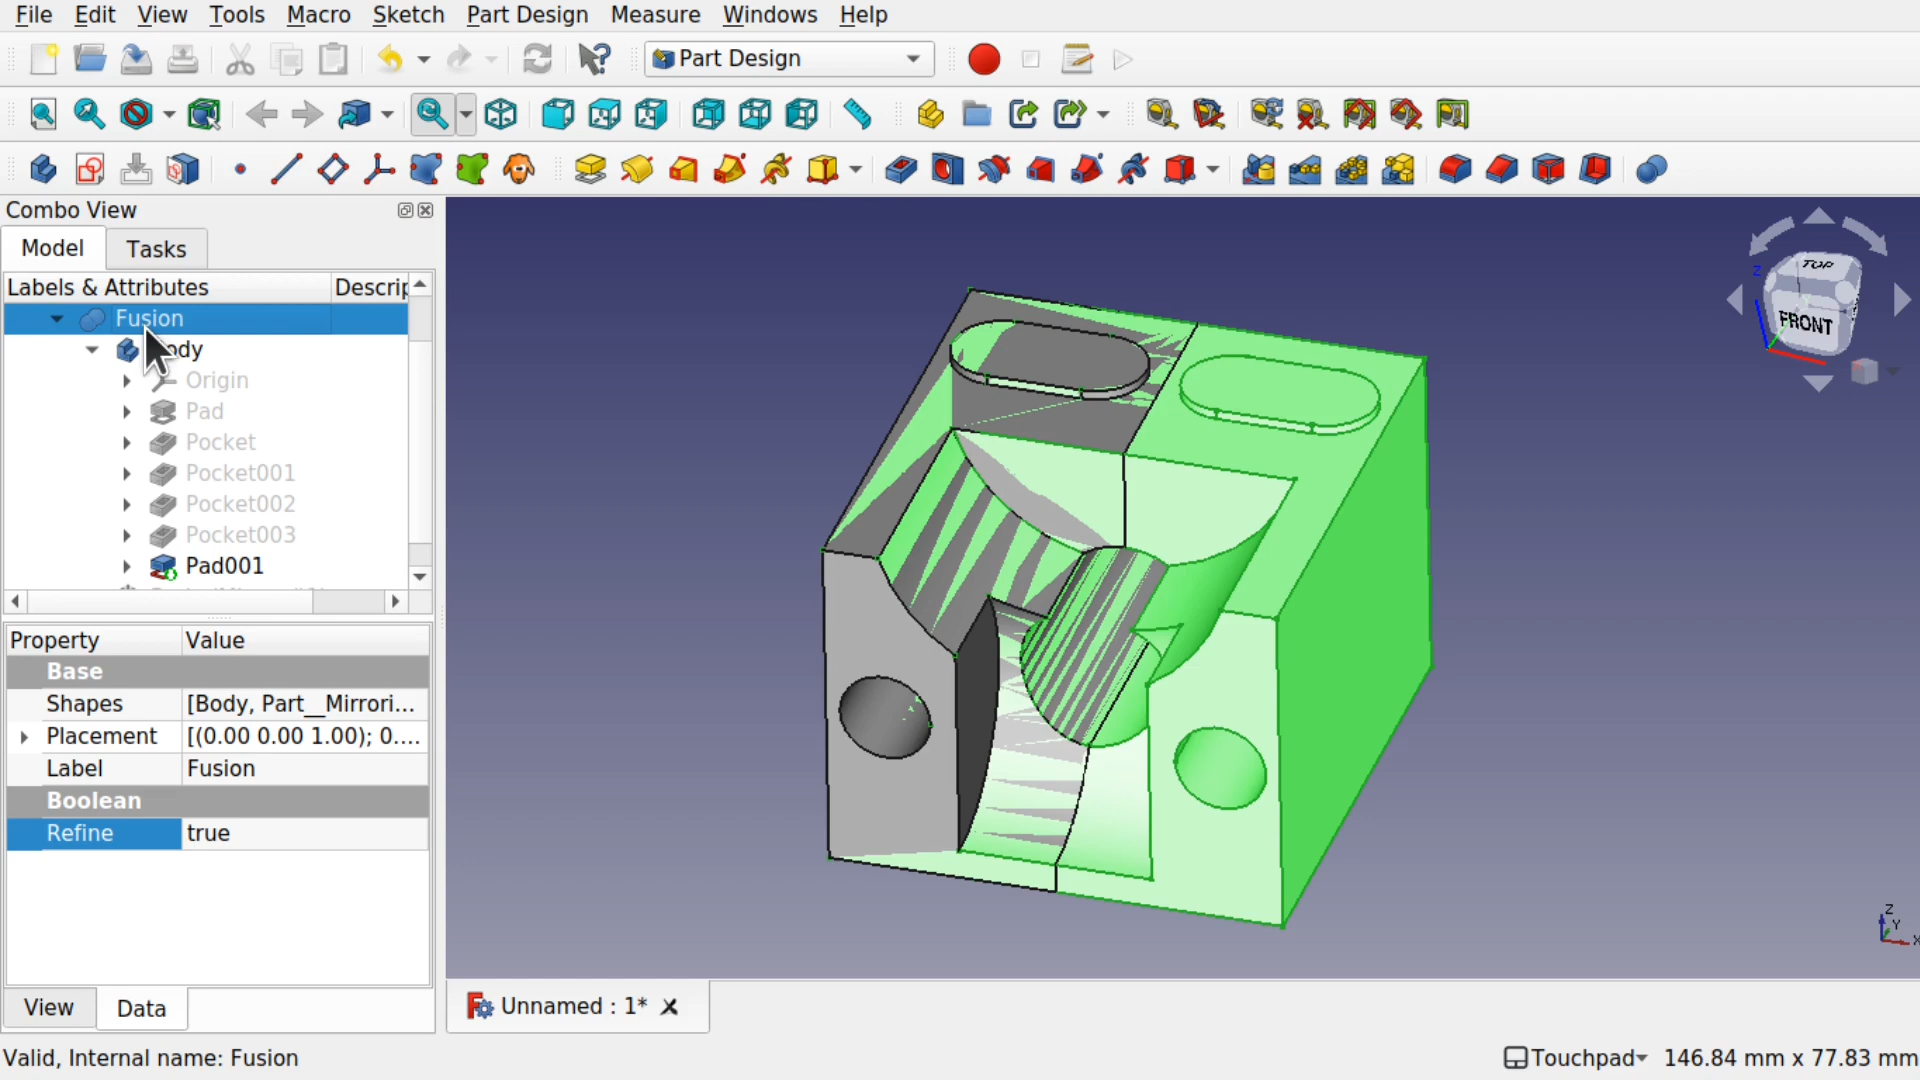 File Edit View Tools Macro Sketch Part Design Measure Windows Help
Part Design
Combo View
Model Tasks
Labels & Attributes Descrip
Fusion
ody
Origin
Pad
Pocket
Pocket001
Pocket002
Pocket003
Pad001
Property Value
Base
Shapes [Body, Part__Mirrori...
Placement [(0.00 0.00 1.00); 0....
Label Fusion
Boolean
Refine true
View Data
TOP
FRONT
Z
Z
Y
X
Unnamed : 1*
Valid, Internal name: Fusion
Touchpad 146.84 mm x 77.83 mm